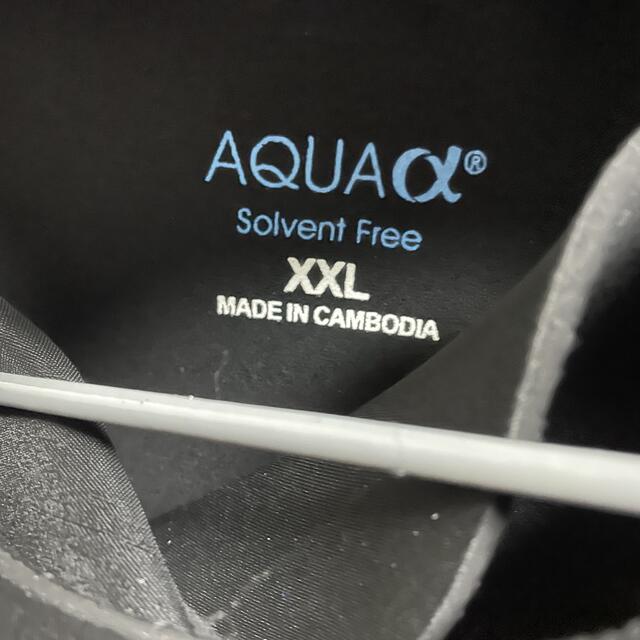 AQUAα®
Solvent Free
XXL
MADE IN CAMBODIA